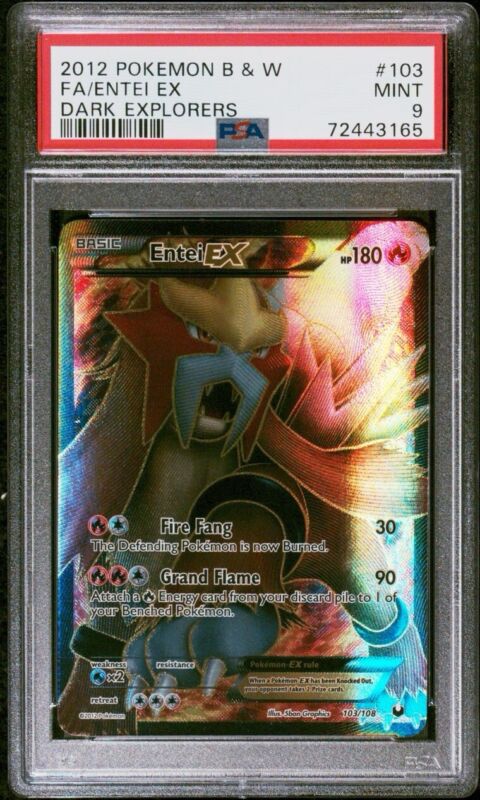 2012 POKEMON B & W #103
FA/ENTEI EX MINT
DARK EXPLORERS 9
PSA 72443165
BASIC
Entei EX HP180
Fire Fang 30
The Defending Pokémon is now Burned.
Grand Flame 90
Attach a Energy card from your discard pile to 1 of
your Benched Pokémon.
weakness resistance
×2
retreat
Pokémon-EX rule
When a Pokémon-EX has been Knocked Out,
your opponent takes 2 Prize cards.
©2012 Pokémon
Illus. 5ban Graphics 103/108
PSA